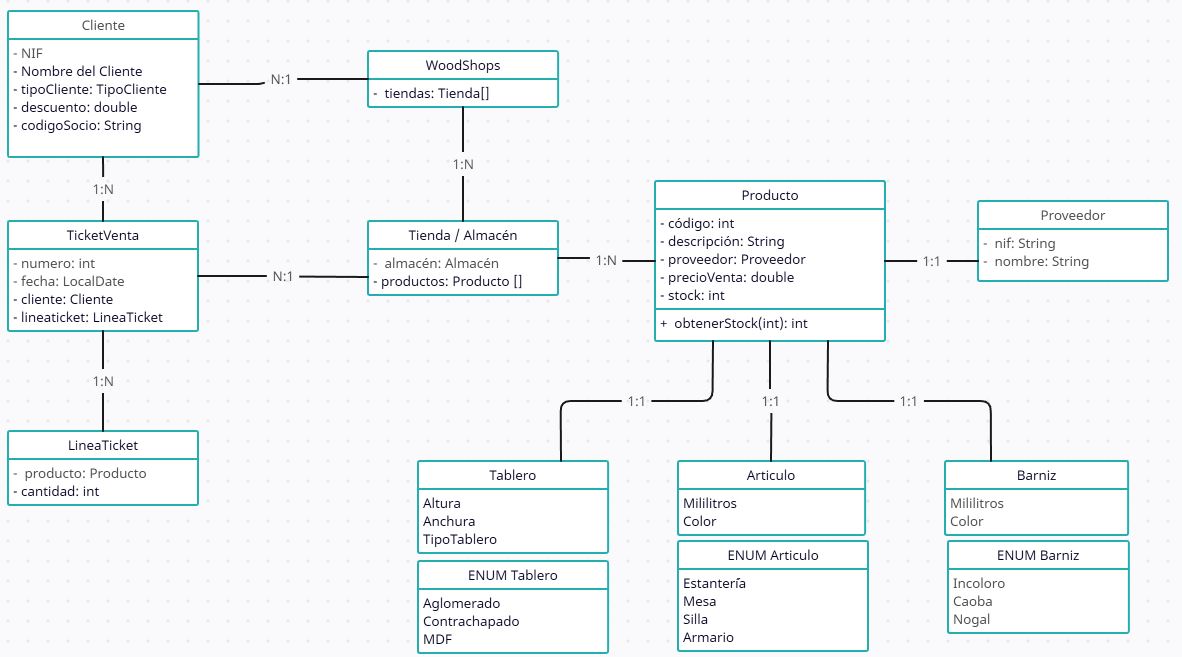 Cliente
- NIF
- Nombre del Cliente
- tipoCliente: TipoCliente
- descuento: double
- codigoSocio: String
N:1
WoodShops
- tiendas: Tienda[]
1:N
1:N
TicketVenta
- numero: int
- fecha: LocalDate
- cliente: Cliente
- lineaticket: LineaTicket
N:1
Tienda / Almacén
- almacén: Almacén
- productos: Producto []
1:N
Producto
- código: int
- descripción: String
- proveedor: Proveedor
- precioVenta: double
- stock: int
+ obtenerStock(int): int
1:1
Proveedor
- nif: String
- nombre: String
1:N
LineaTicket
- producto: Producto
- cantidad: int
1:1
1:1
1:1
Tablero
Altura
Anchura
TipoTablero
ENUM Tablero
Aglomerado
Contrachapado
MDF
Articulo
Mililitros
Color
ENUM Articulo
Estantería
Mesa
Silla
Armario
Barniz
Mililitros
Color
ENUM Barniz
Incoloro
Caoba
Nogal